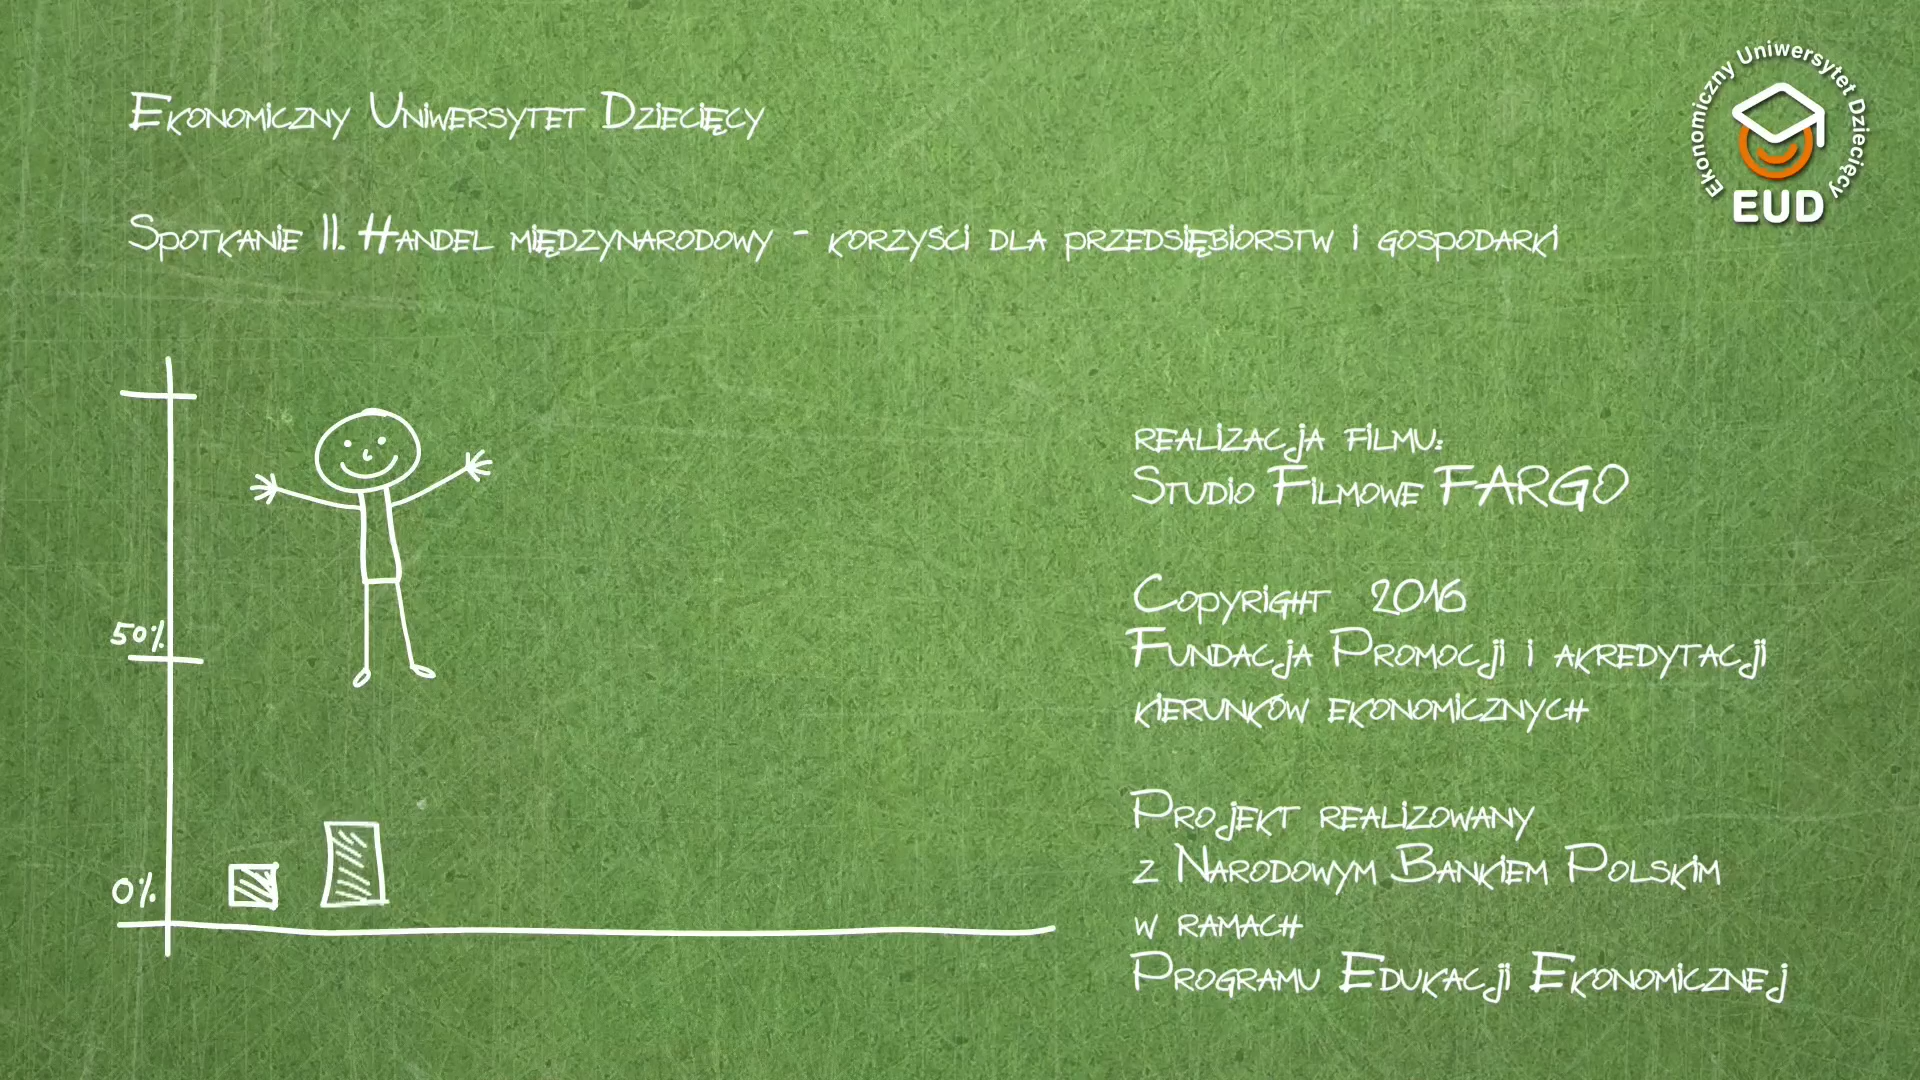 Ekonomiczny Uniwersytet Dziecięcy
Ekonomiczny Uniwersytet Dziecięcy
EUD
Spotkanie II. Handel międzynarodowy - korzyści dla przedsiębiorstw i gospodarki
realizacja filmu:
Studio Filmowe FARGO
50%
Copyright 2016
Fundacja Promocji i akredytacji
kierunków ekonomicznych
0%
Projekt realizowany
z Narodowym Bankiem Polskim
w ramach
Programu Edukacji Ekonomicznej